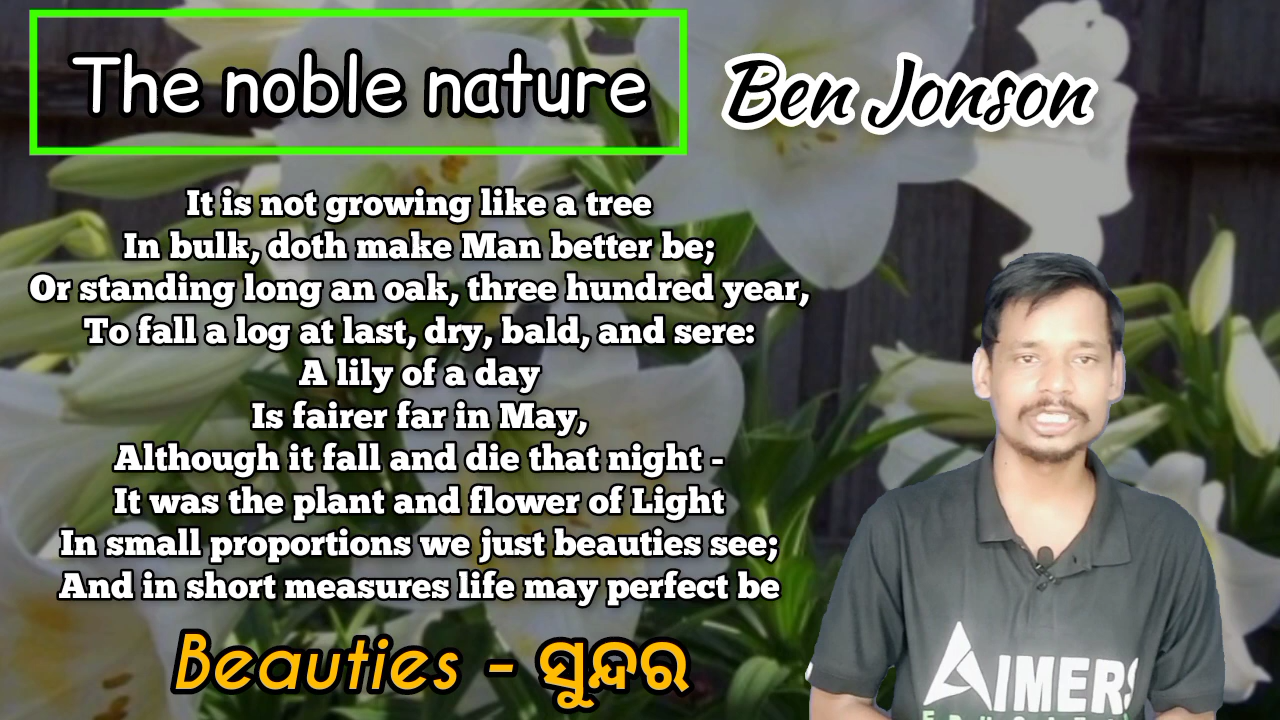 The noble nature
Ben Jonson
It is not growing like a tree
In bulk, doth make Man better be;
Or standing long an oak, three hundred year,
To fall a log at last, dry, bald, and sere:
A lily of a day
Is fairer far in May,
Although it fall and die that night -
It was the plant and flower of Light
In small proportions we just beauties see;
And in short measures life may perfect be
Beauties - ସୁନ୍ଦର
AIMERS